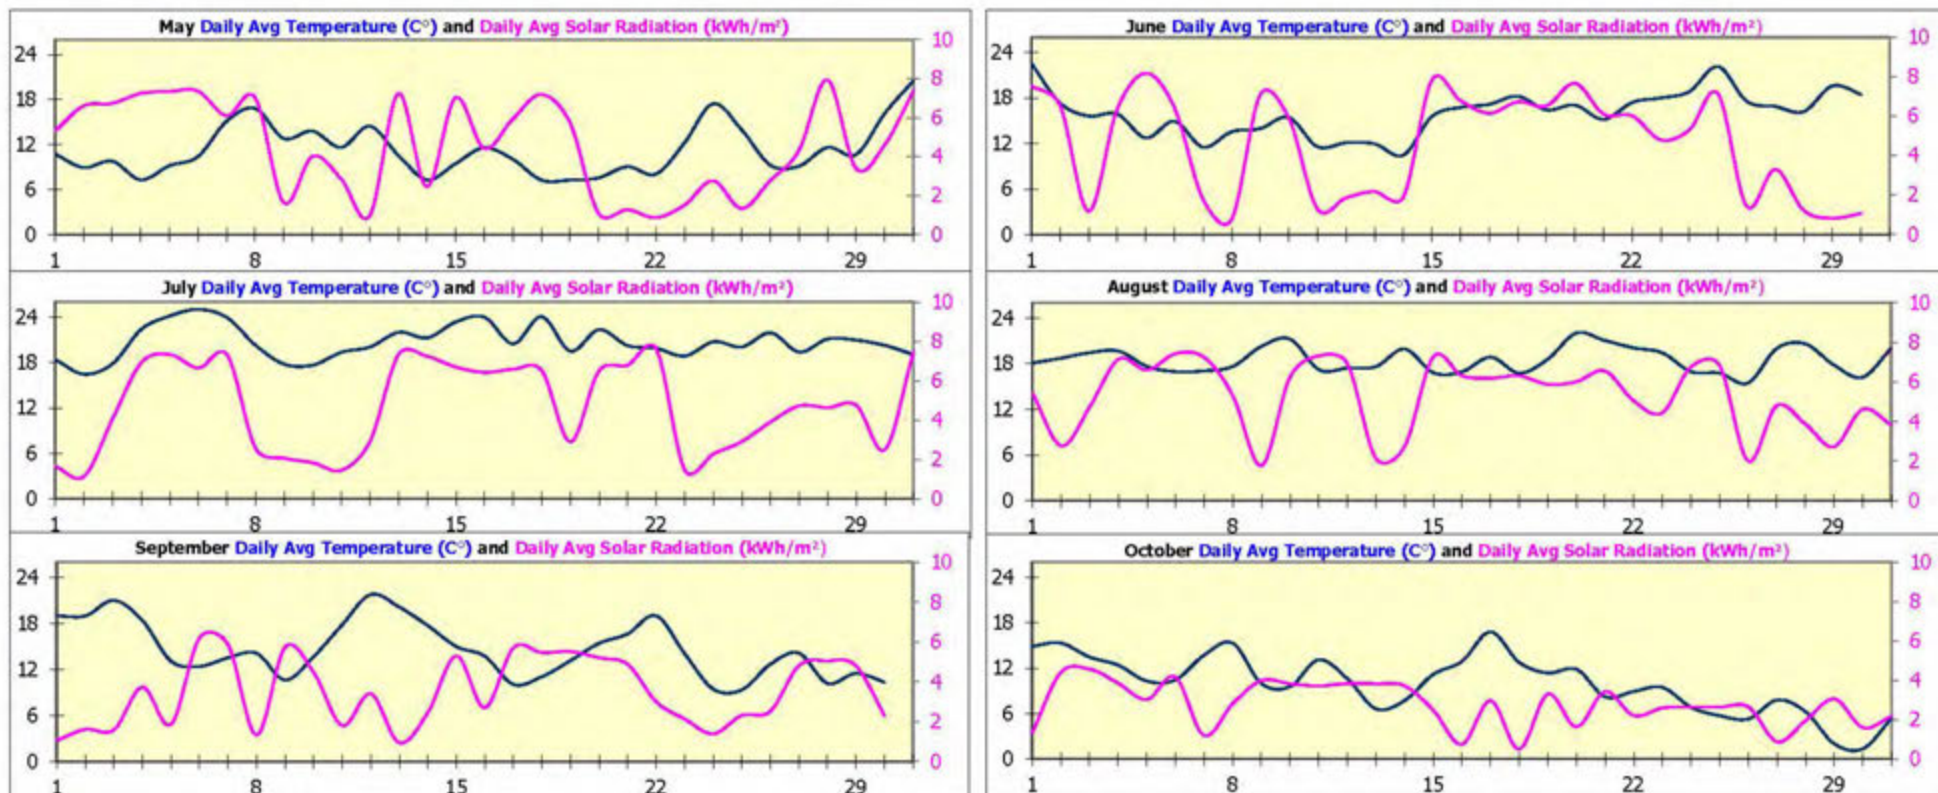 May Daily Avg Temperature (C°) and Daily Avg Solar Radiation (kWh/m²)
24 18 12 6 0
10 8 6 4 2 0
1 8 15 22 29
June Daily Avg Temperature (C°) and Daily Avg Solar Radiation (kWh/m²)
24 18 12 6 0
10 8 6 4 2 0
1 8 15 22 29
July Daily Avg Temperature (C°) and Daily Avg Solar Radiation (kWh/m²)
24 18 12 6 0
10 8 6 4 2 0
1 8 15 22 29
August Daily Avg Temperature (C°) and Daily Avg Solar Radiation (kWh/m²)
24 18 12 6 0
10 8 6 4 2 0
1 8 15 22 29
September Daily Avg Temperature (C°) and Daily Avg Solar Radiation (kWh/m²)
24 18 12 6 0
10 8 6 4 2 0
1 8 15 22 29
October Daily Avg Temperature (C°) and Daily Avg Solar Radiation (kWh/m²)
24 18 12 6 0
10 8 6 4 2 0
1 8 15 22 29